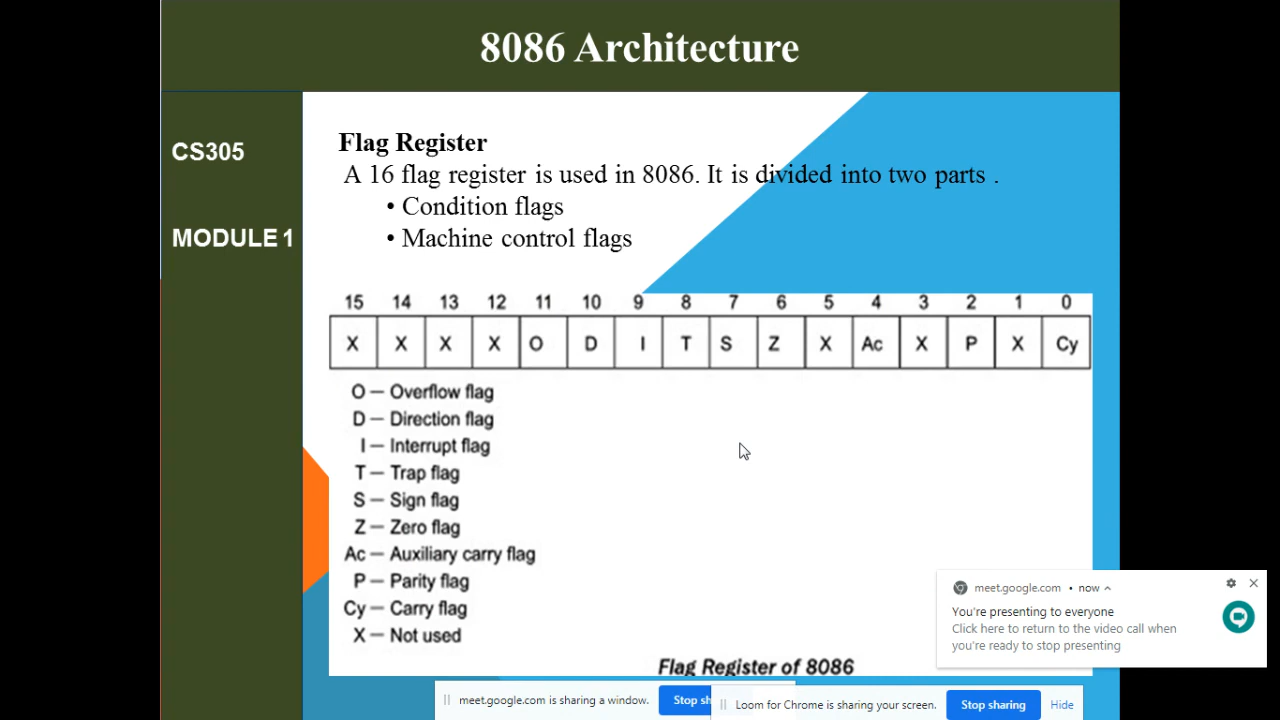 8086 Architecture
CS305
MODULE 1
Flag Register
A 16 flag register is used in 8086. It is divided into two parts .
• Condition flags
• Machine control flags
15 14 13 12 11 10 9 8 7 6 5 4 3 2 1 0
X X X X O D I T S Z X Ac X P X Cy
O — Overflow flag
D — Direction flag
I — Interrupt flag
T — Trap flag
S — Sign flag
Z — Zero flag
Ac — Auxiliary carry flag
P — Parity flag
Cy — Carry flag
X — Not used
Flag Register of 8086
meet.google.com • now
You're presenting to everyone
Click here to return to the video call when
you're ready to stop presenting
meet.google.com is sharing a window. Stop sh
Loom for Chrome is sharing your screen. Stop sharing Hide